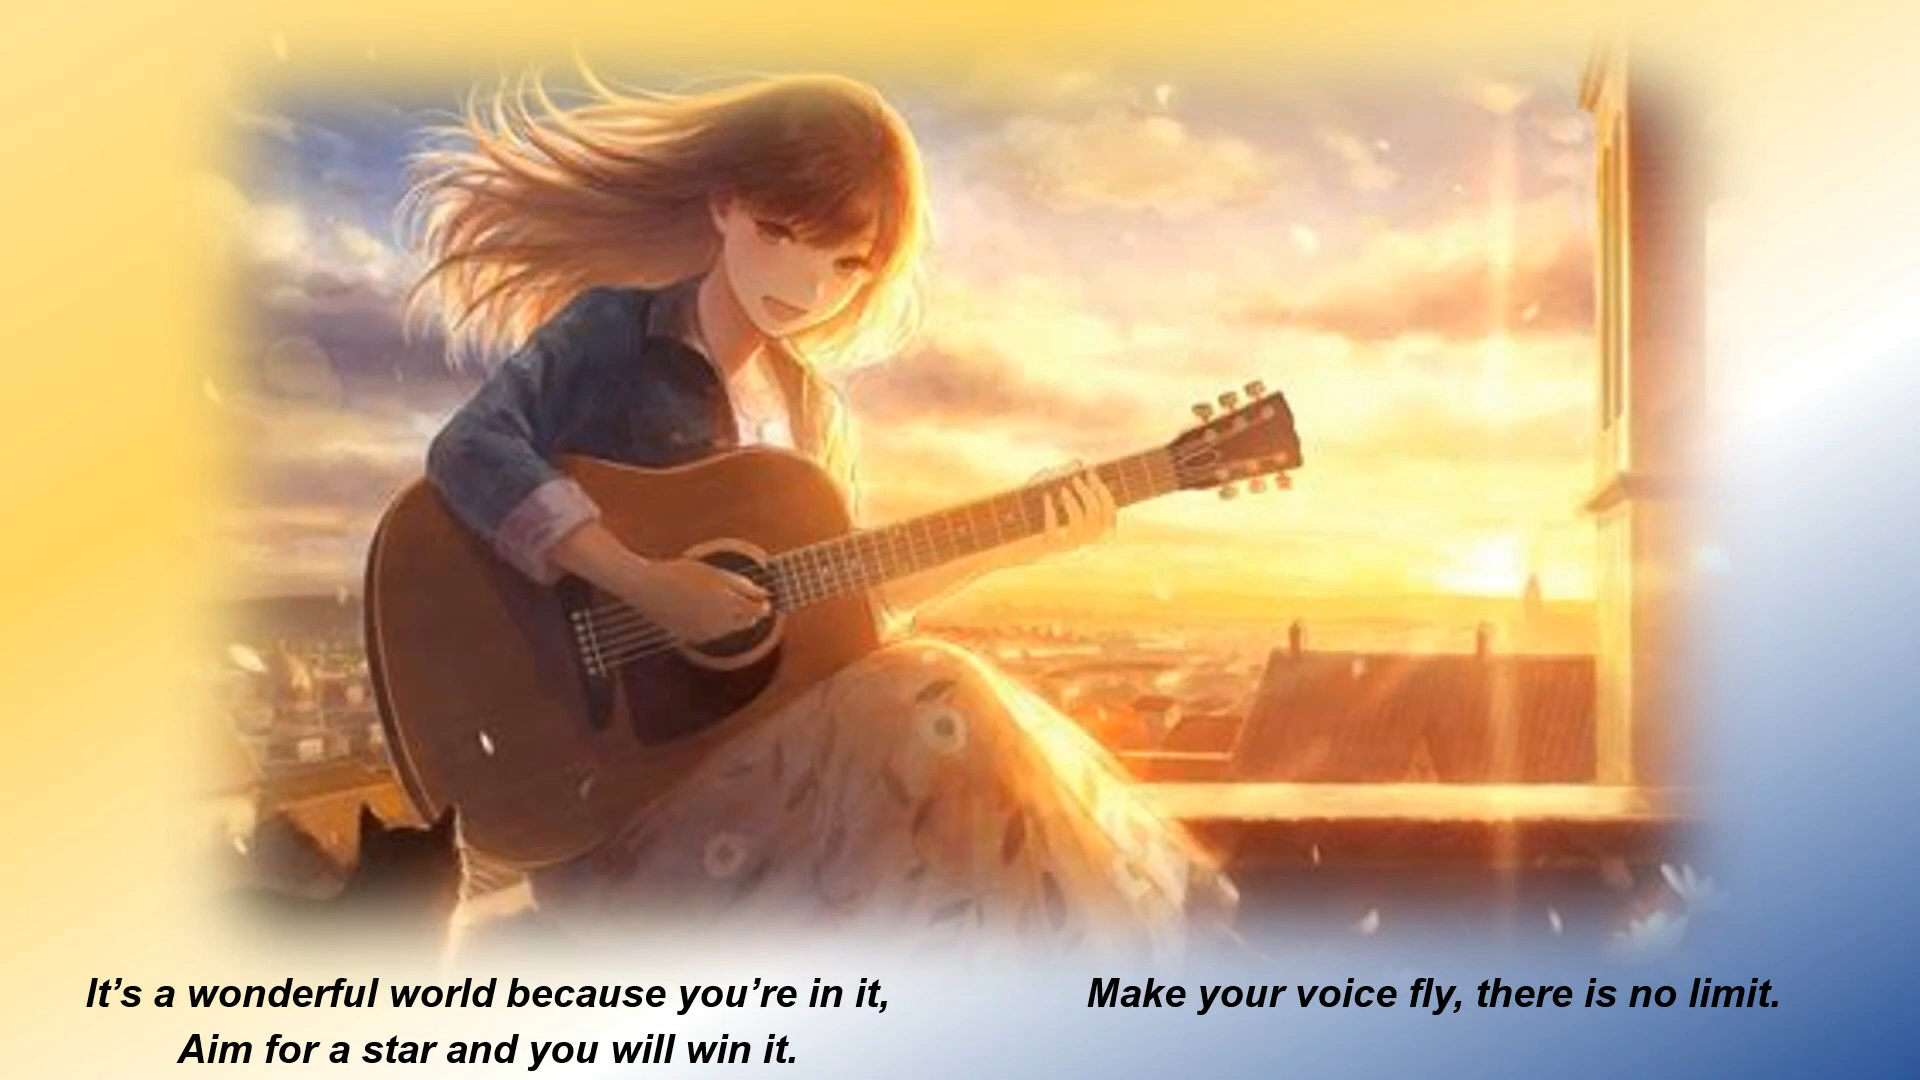 It’s a wonderful world because you’re in it,
Aim for a star and you will win it.
Make your voice fly, there is no limit.